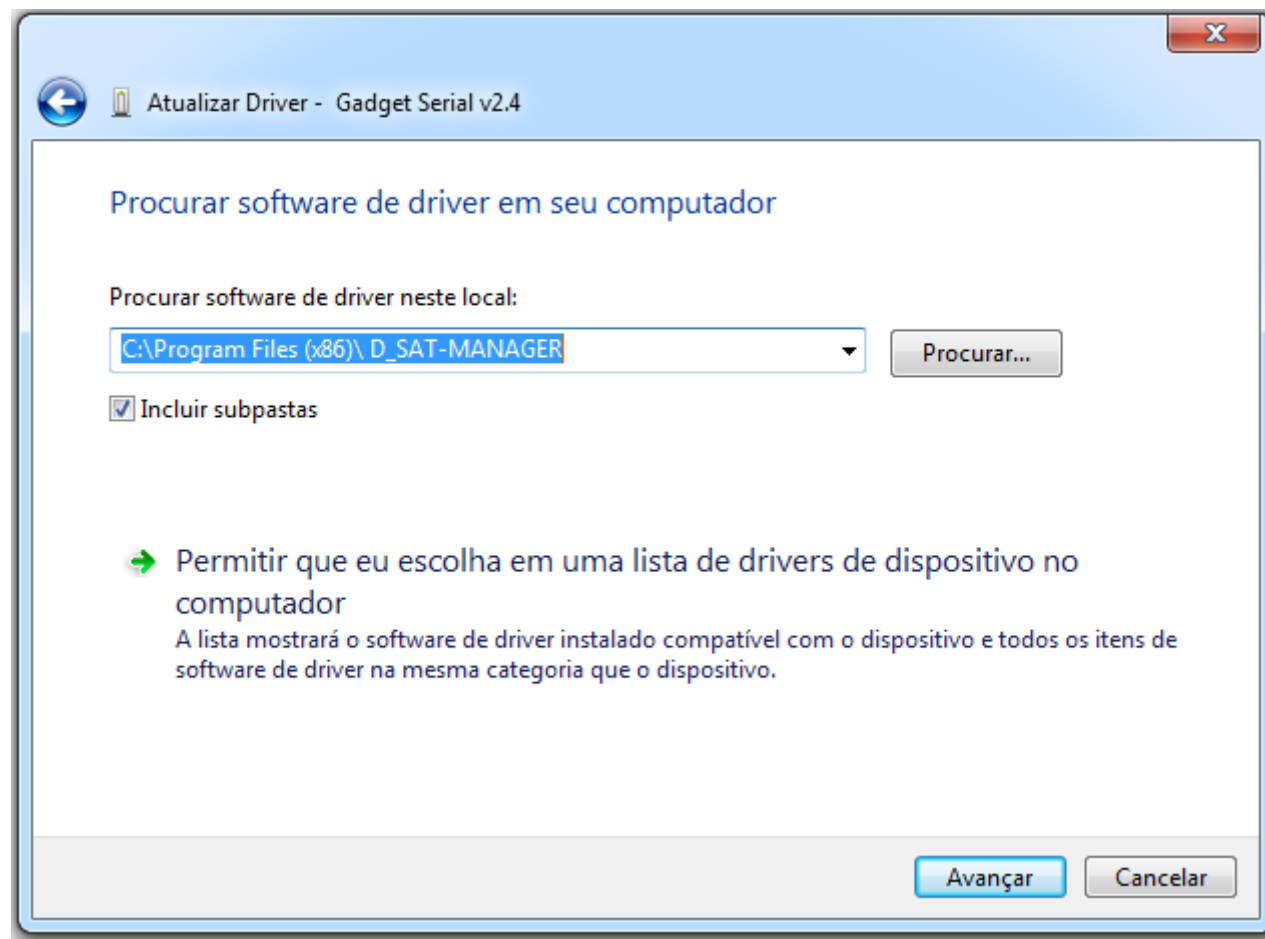 Atualizar Driver - Gadget Serial v2.4
Procurar software de driver em seu computador
Procurar software de driver neste local:
C:\Program Files (x86)\ D_SAT-MANAGER
Procurar...
Incluir subpastas
Permitir que eu escolha em uma lista de drivers de dispositivo no
computador
A lista mostrará o software de driver instalado compatível com o dispositivo e todos os itens de
software de driver na mesma categoria que o dispositivo.
Avançar
Cancelar